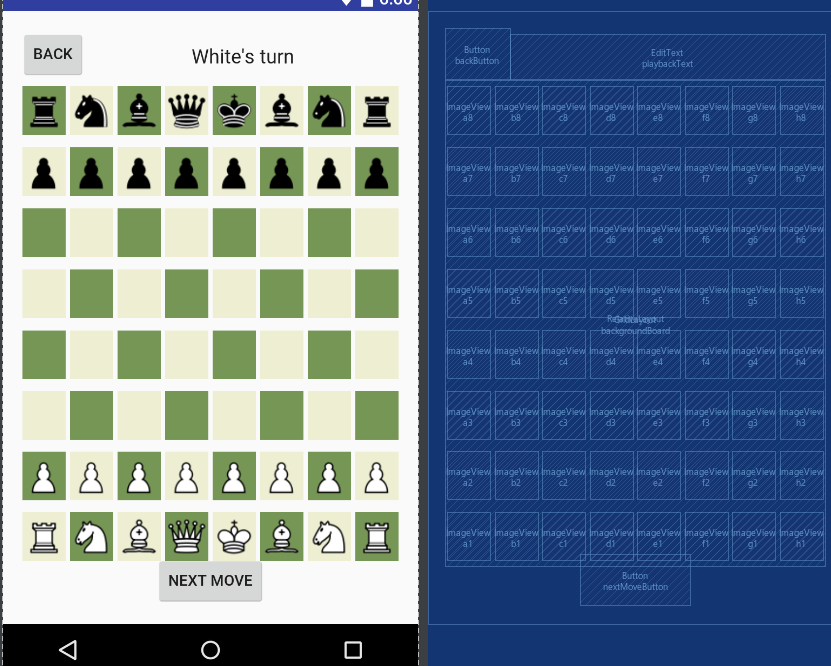 BACK
White's turn
NEXT MOVE
Button
backButton
EditText
playbackText
ImageView ImageView ImageView ImageView ImageView ImageView ImageView ImageView
a8 b8 c8 d8 e8 f8 g8 h8
ImageView ImageView ImageView ImageView ImageView ImageView ImageView ImageView
a7 b7 c7 d7 e7 f7 g7 h7
ImageView ImageView ImageView ImageView ImageView ImageView ImageView ImageView
a6 b6 c6 d6 e6 f6 g6 h6
ImageView ImageView ImageView ImageView ImageView ImageView ImageView ImageView
a5 b5 c5 d5 e5 f5 g5 h5
backgroundBoard
ImageView ImageView ImageView ImageView ImageView ImageView ImageView ImageView
a4 b4 c4 d4 e4 f4 g4 h4
ImageView ImageView ImageView ImageView ImageView ImageView ImageView ImageView
a3 b3 c3 d3 e3 f3 g3 h3
ImageView ImageView ImageView ImageView ImageView ImageView ImageView ImageView
a2 b2 c2 d2 e2 f2 g2 h2
ImageView ImageView ImageView ImageView ImageView ImageView ImageView ImageView
a1 b1 c1 d1 e1 f1 g1 h1
Button
nextMoveButton